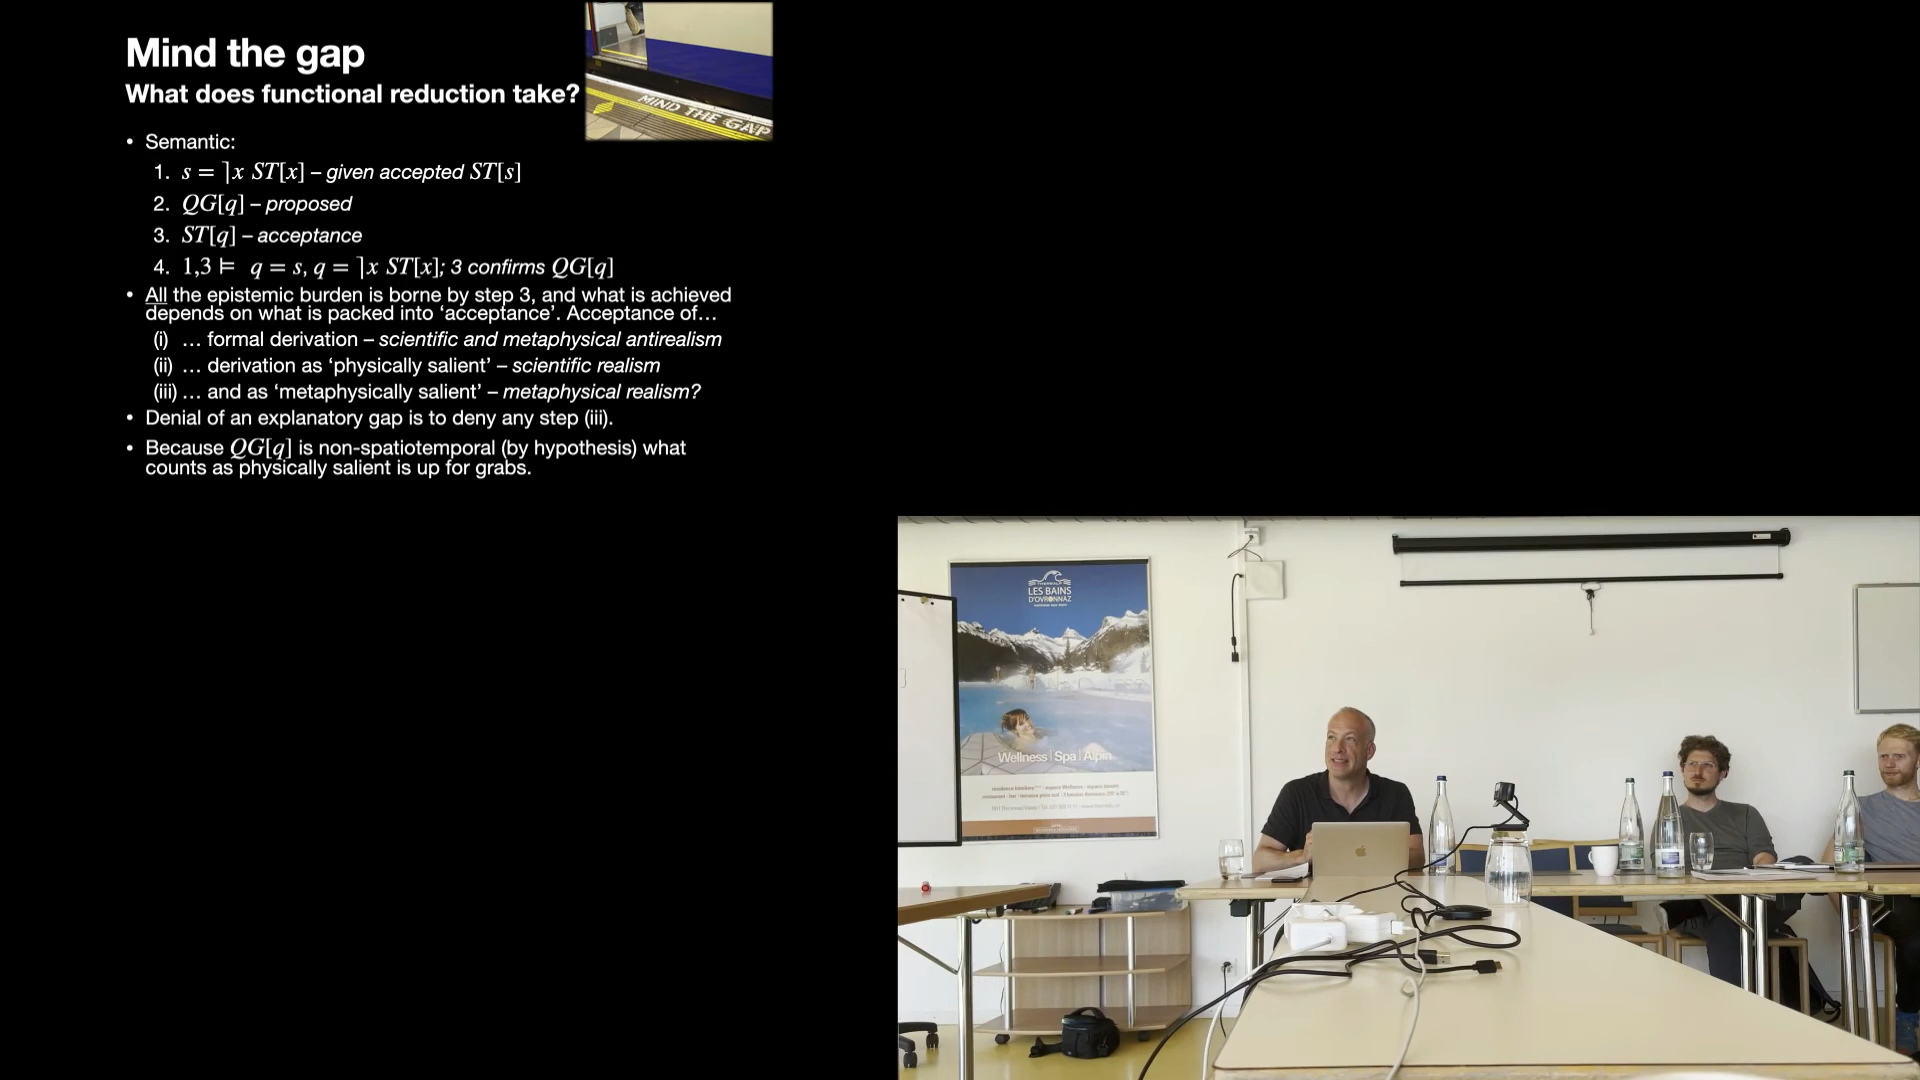 Mind the gap
What does functional reduction take?
MIND THE GAP
• Semantic:
1. s = ⌉x ST[x] – given accepted ST[s]
2. QG[q] – proposed
3. ST[q] – acceptance
4. 1,3 ⊨ q = s, q = ⌉x ST[x]; 3 confirms QG[q]
• All the epistemic burden is borne by step 3, and what is achieved
depends on what is packed into ‘acceptance’. Acceptance of…
(i) … formal derivation – scientific and metaphysical antirealism
(ii) … derivation as ‘physically salient’ – scientific realism
(iii) … and as ‘metaphysically salient’ – metaphysical realism?
• Denial of an explanatory gap is to deny any step (iii).
• Because QG[q] is non-spatiotemporal (by hypothesis) what
counts as physically salient is up for grabs.
LES BAINS
D'OVRONNAZ
Wellness | Spa | Alpin